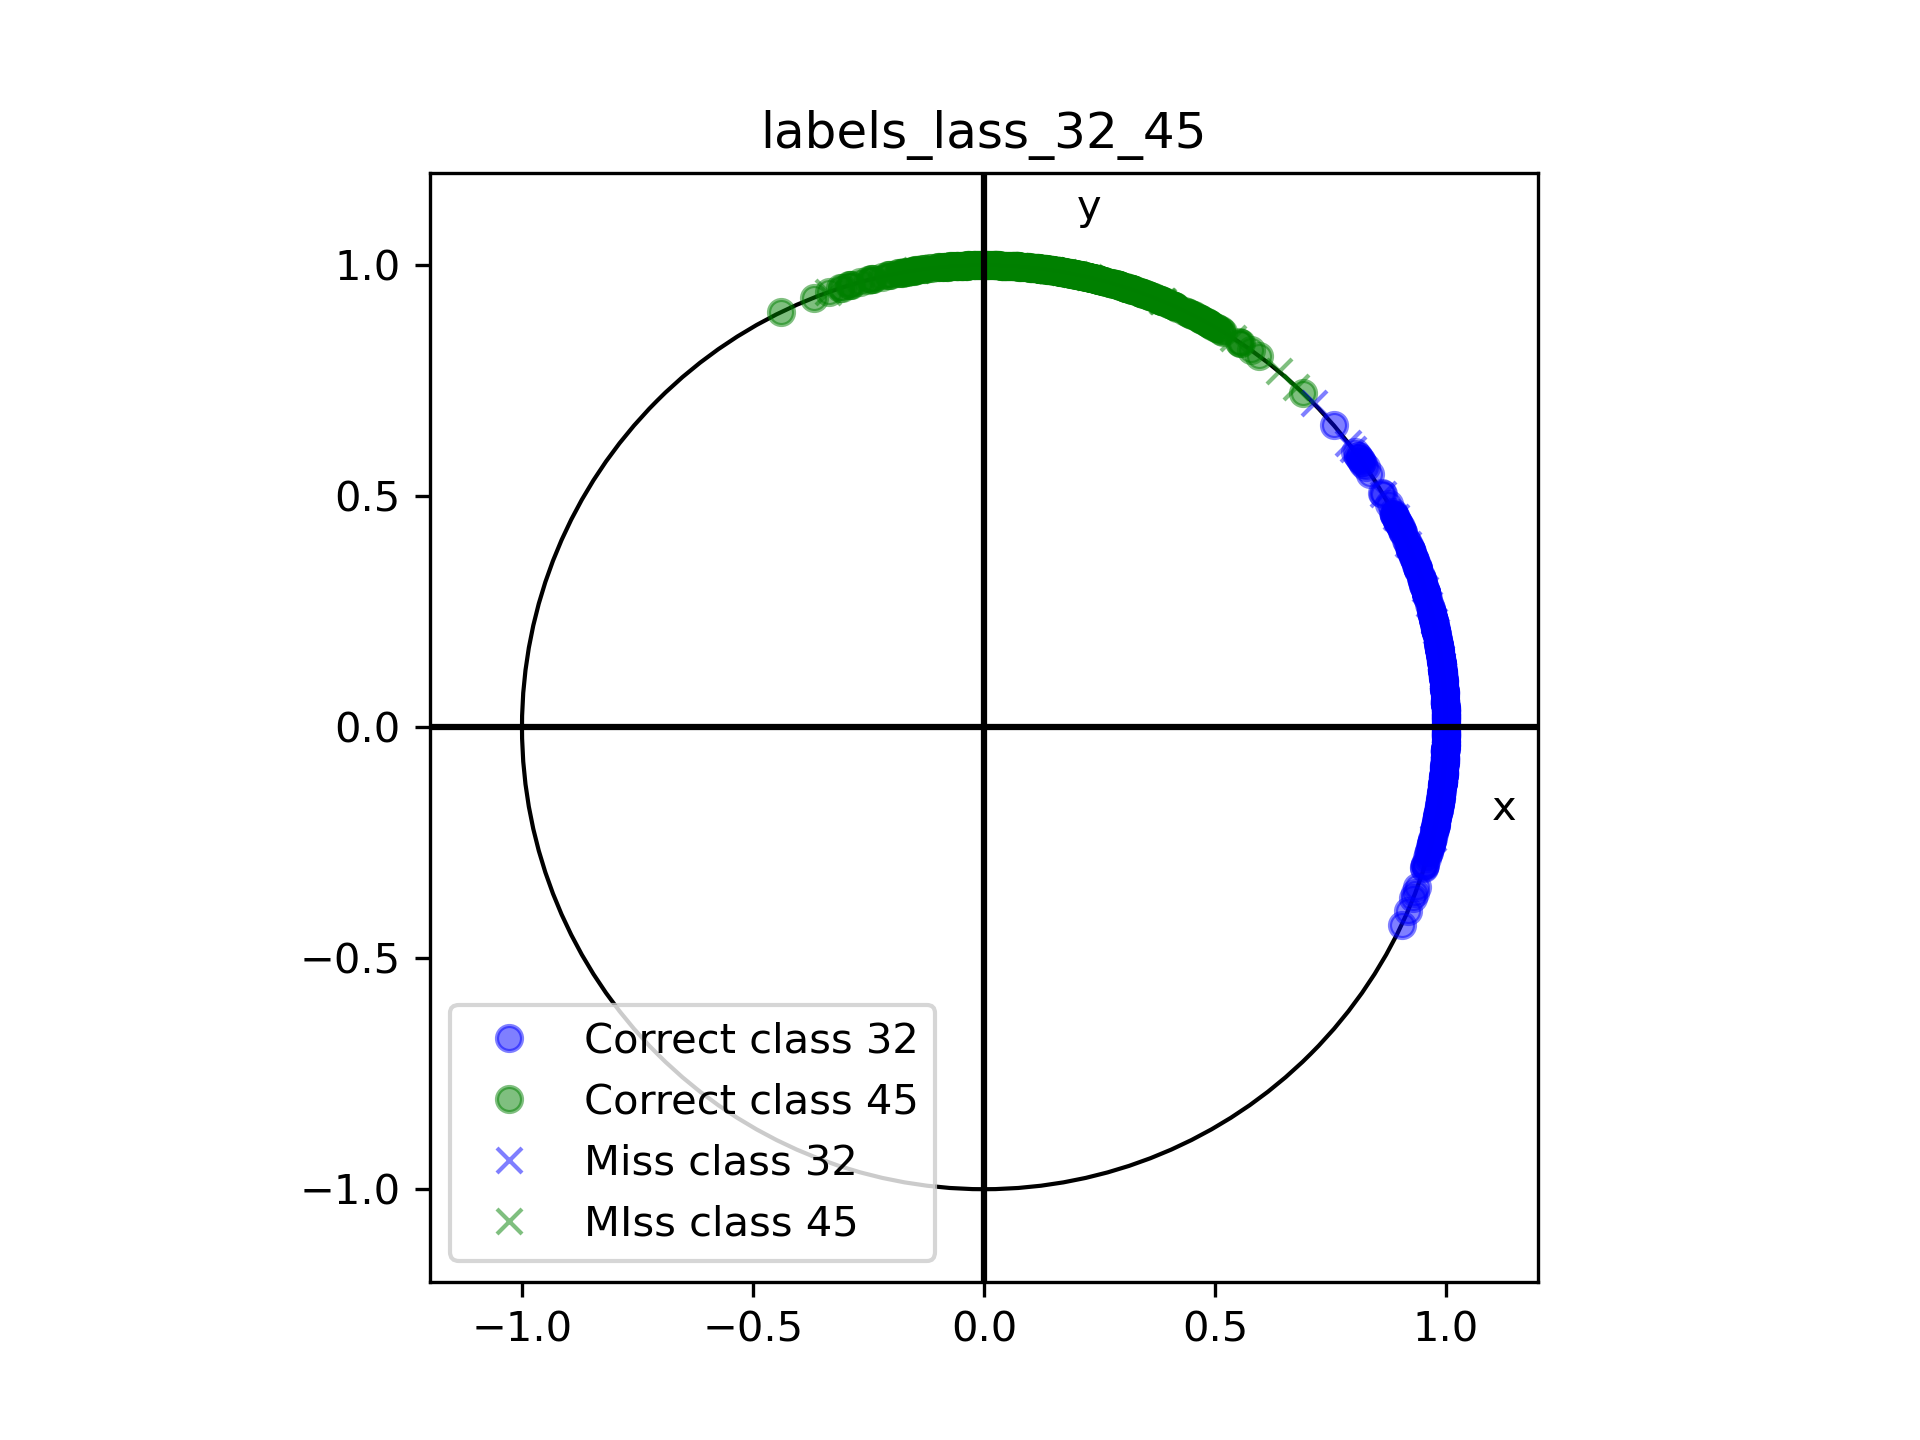 labels_lass_32_45
y
1.0
0.5
0.0
x
−0.5
−1.0
Correct class 32
Correct class 45
Miss class 32
MIss class 45
−1.0 −0.5 0.0 0.5 1.0